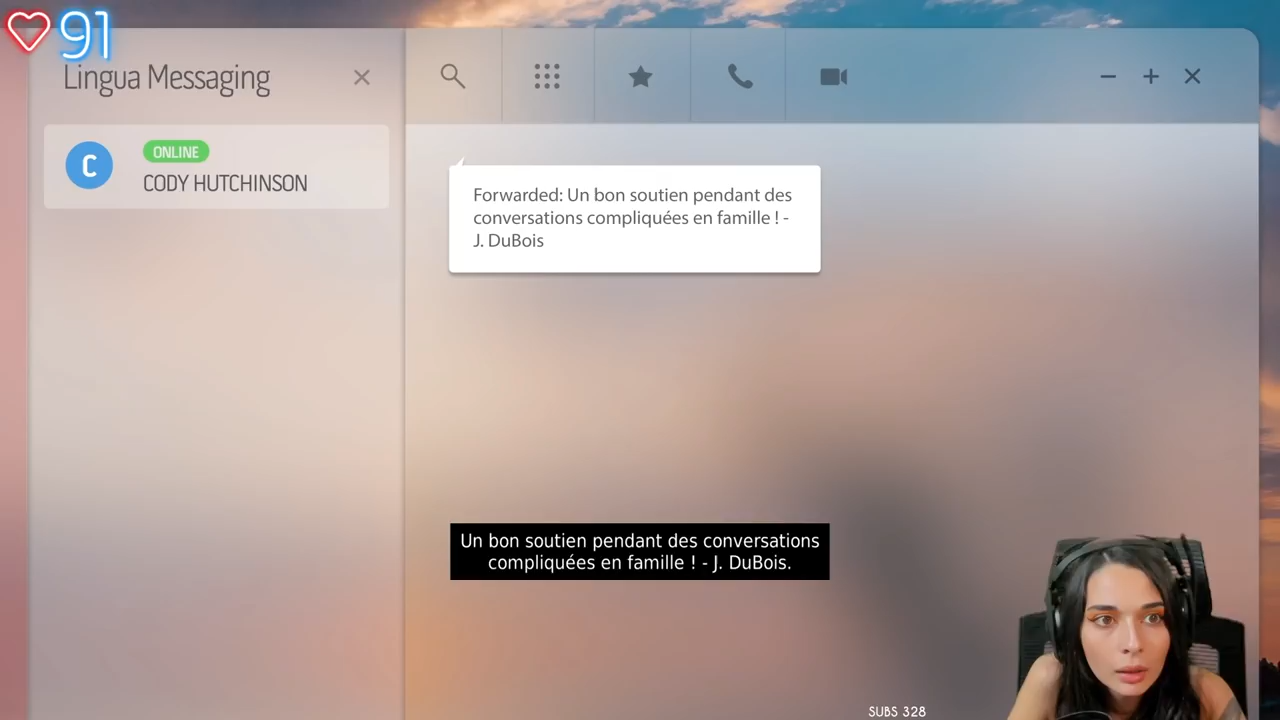 91
Lingua Messaging
C
ONLINE
CODY HUTCHINSON
Forwarded: Un bon soutien pendant des
conversations compliquées en famille ! -
J. DuBois
Un bon soutien pendant des conversations
compliquées en famille ! - J. DuBois.
SUBS 328